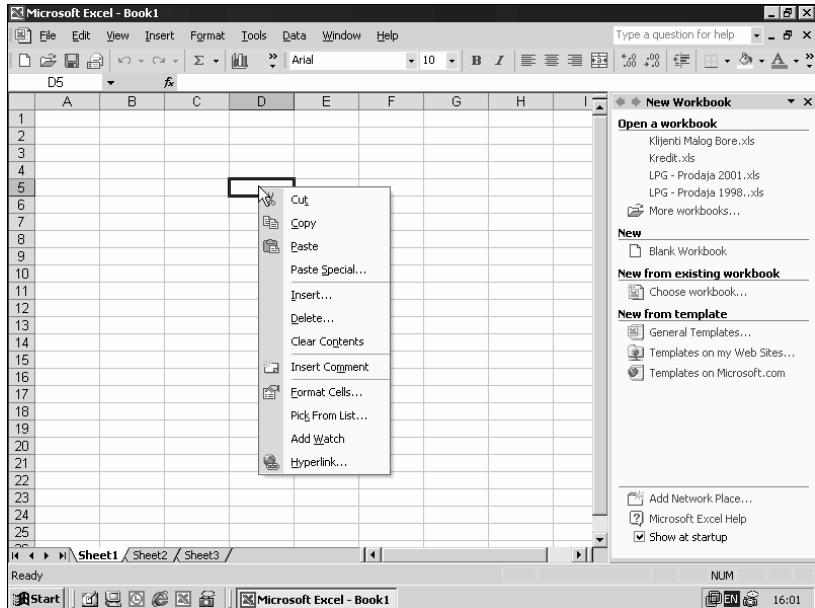 Microsoft Excel - Book1
File Edit View Insert Format Tools Data Window Help Type a question for help
Σ Arial 10 B I A
D5 fx
A B C D E F G H I
New Workbook
Open a workbook
Klijenti Malog Bore.xls
Kredit.xls
LPG - Prodaja 2001.xls
LPG - Prodaja 1998..xls
More workbooks...
New
Blank Workbook
New from existing workbook
Choose workbook...
New from template
General Templates...
Templates on my Web Sites...
Templates on Microsoft.com
Add Network Place...
Microsoft Excel Help
Show at startup
1
2
3
4
5
6
7
8
9
10
11
12
13
14
15
16
17
18
19
20
21
22
23
24
25
Cut
Copy
Paste
Paste Special...
Insert...
Delete...
Clear Contents
Insert Comment
Format Cells...
Pick From List...
Add Watch
Hyperlink...
Sheet1 Sheet2 Sheet3
Ready NUM
Start Microsoft Excel - Book1 EN 16:01